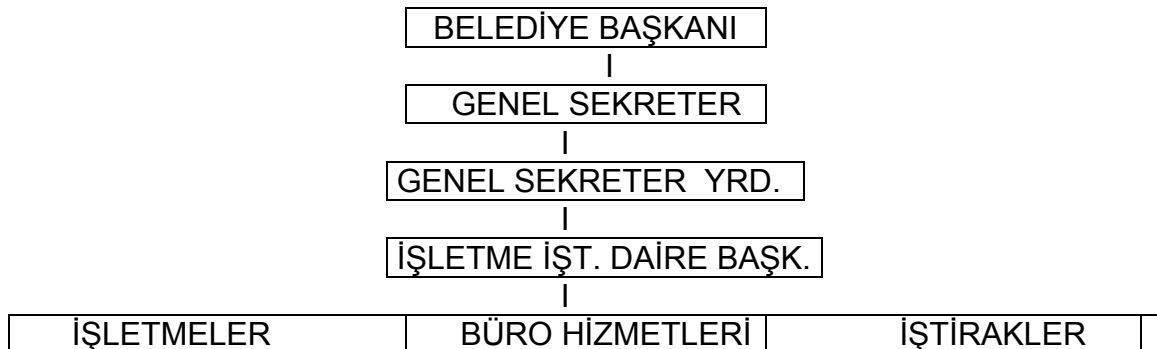 BELEDİYE BAŞKANI
GENEL SEKRETER
GENEL SEKRETER YRD.
İŞLETME İŞT. DAİRE BAŞK.
İŞLETMELER BÜRO HİZMETLERİ İŞTİRAKLER